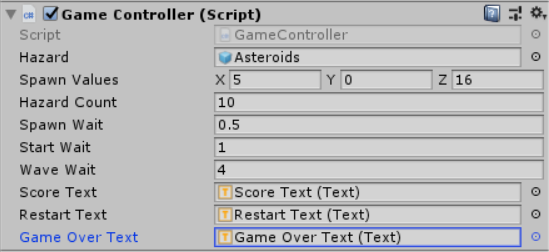 Game Controller (Script)
Script GameController
Hazard Asteroids
Spawn Values X 5 Y 0 Z 16
Hazard Count 10
Spawn Wait 0.5
Start Wait 1
Wave Wait 4
Score Text Score Text (Text)
Restart Text Restart Text (Text)
Game Over Text Game Over Text (Text)